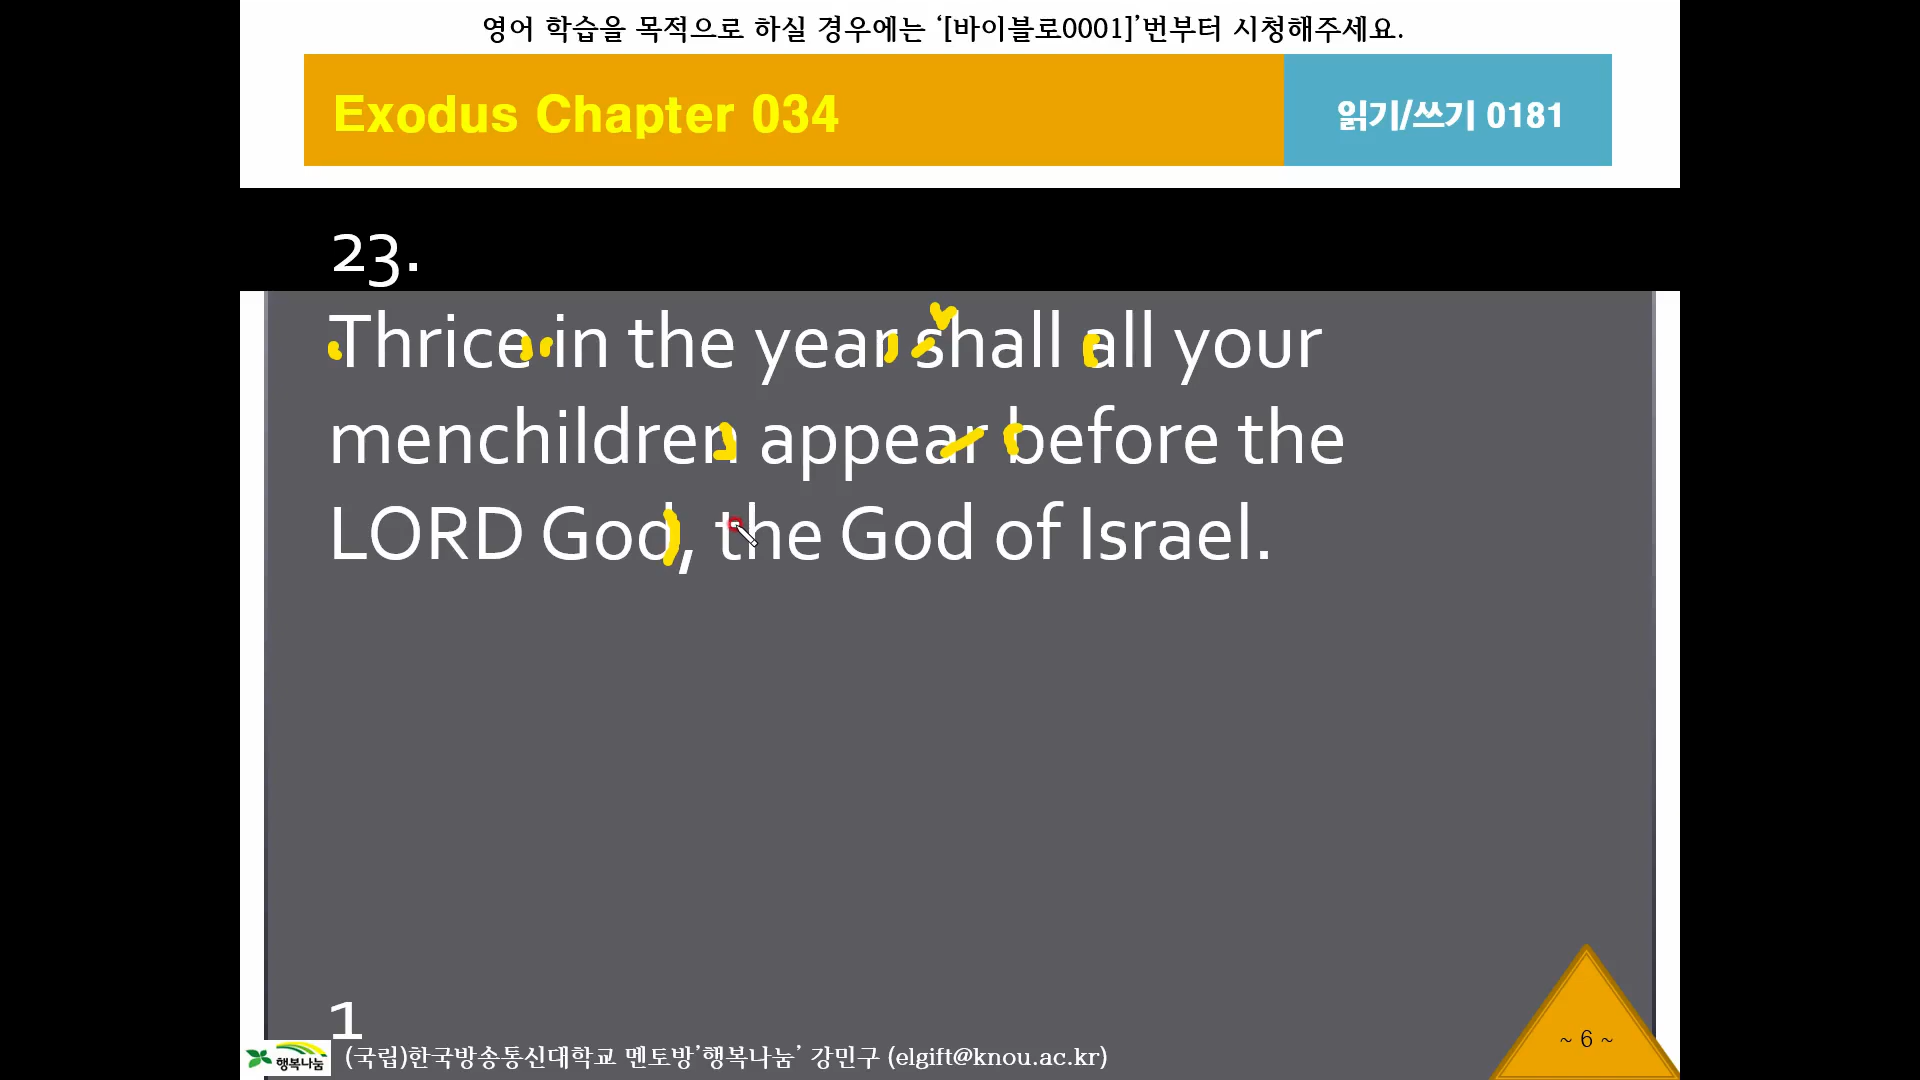 영어 학습을 목적으로 하실 경우에는 ‘[바이블로0001]’번부터 시청해주세요.
Exodus Chapter 034
읽기/쓰기 0181
23.
Thrice in the year shall all your
menchildren appear before the
LORD God, the God of Israel.
1
~ 6 ~
행복나눔
(국립)한국방송통신대학교 멘토방’행복나눔’ 강민구 (elgift@knou.ac.kr)